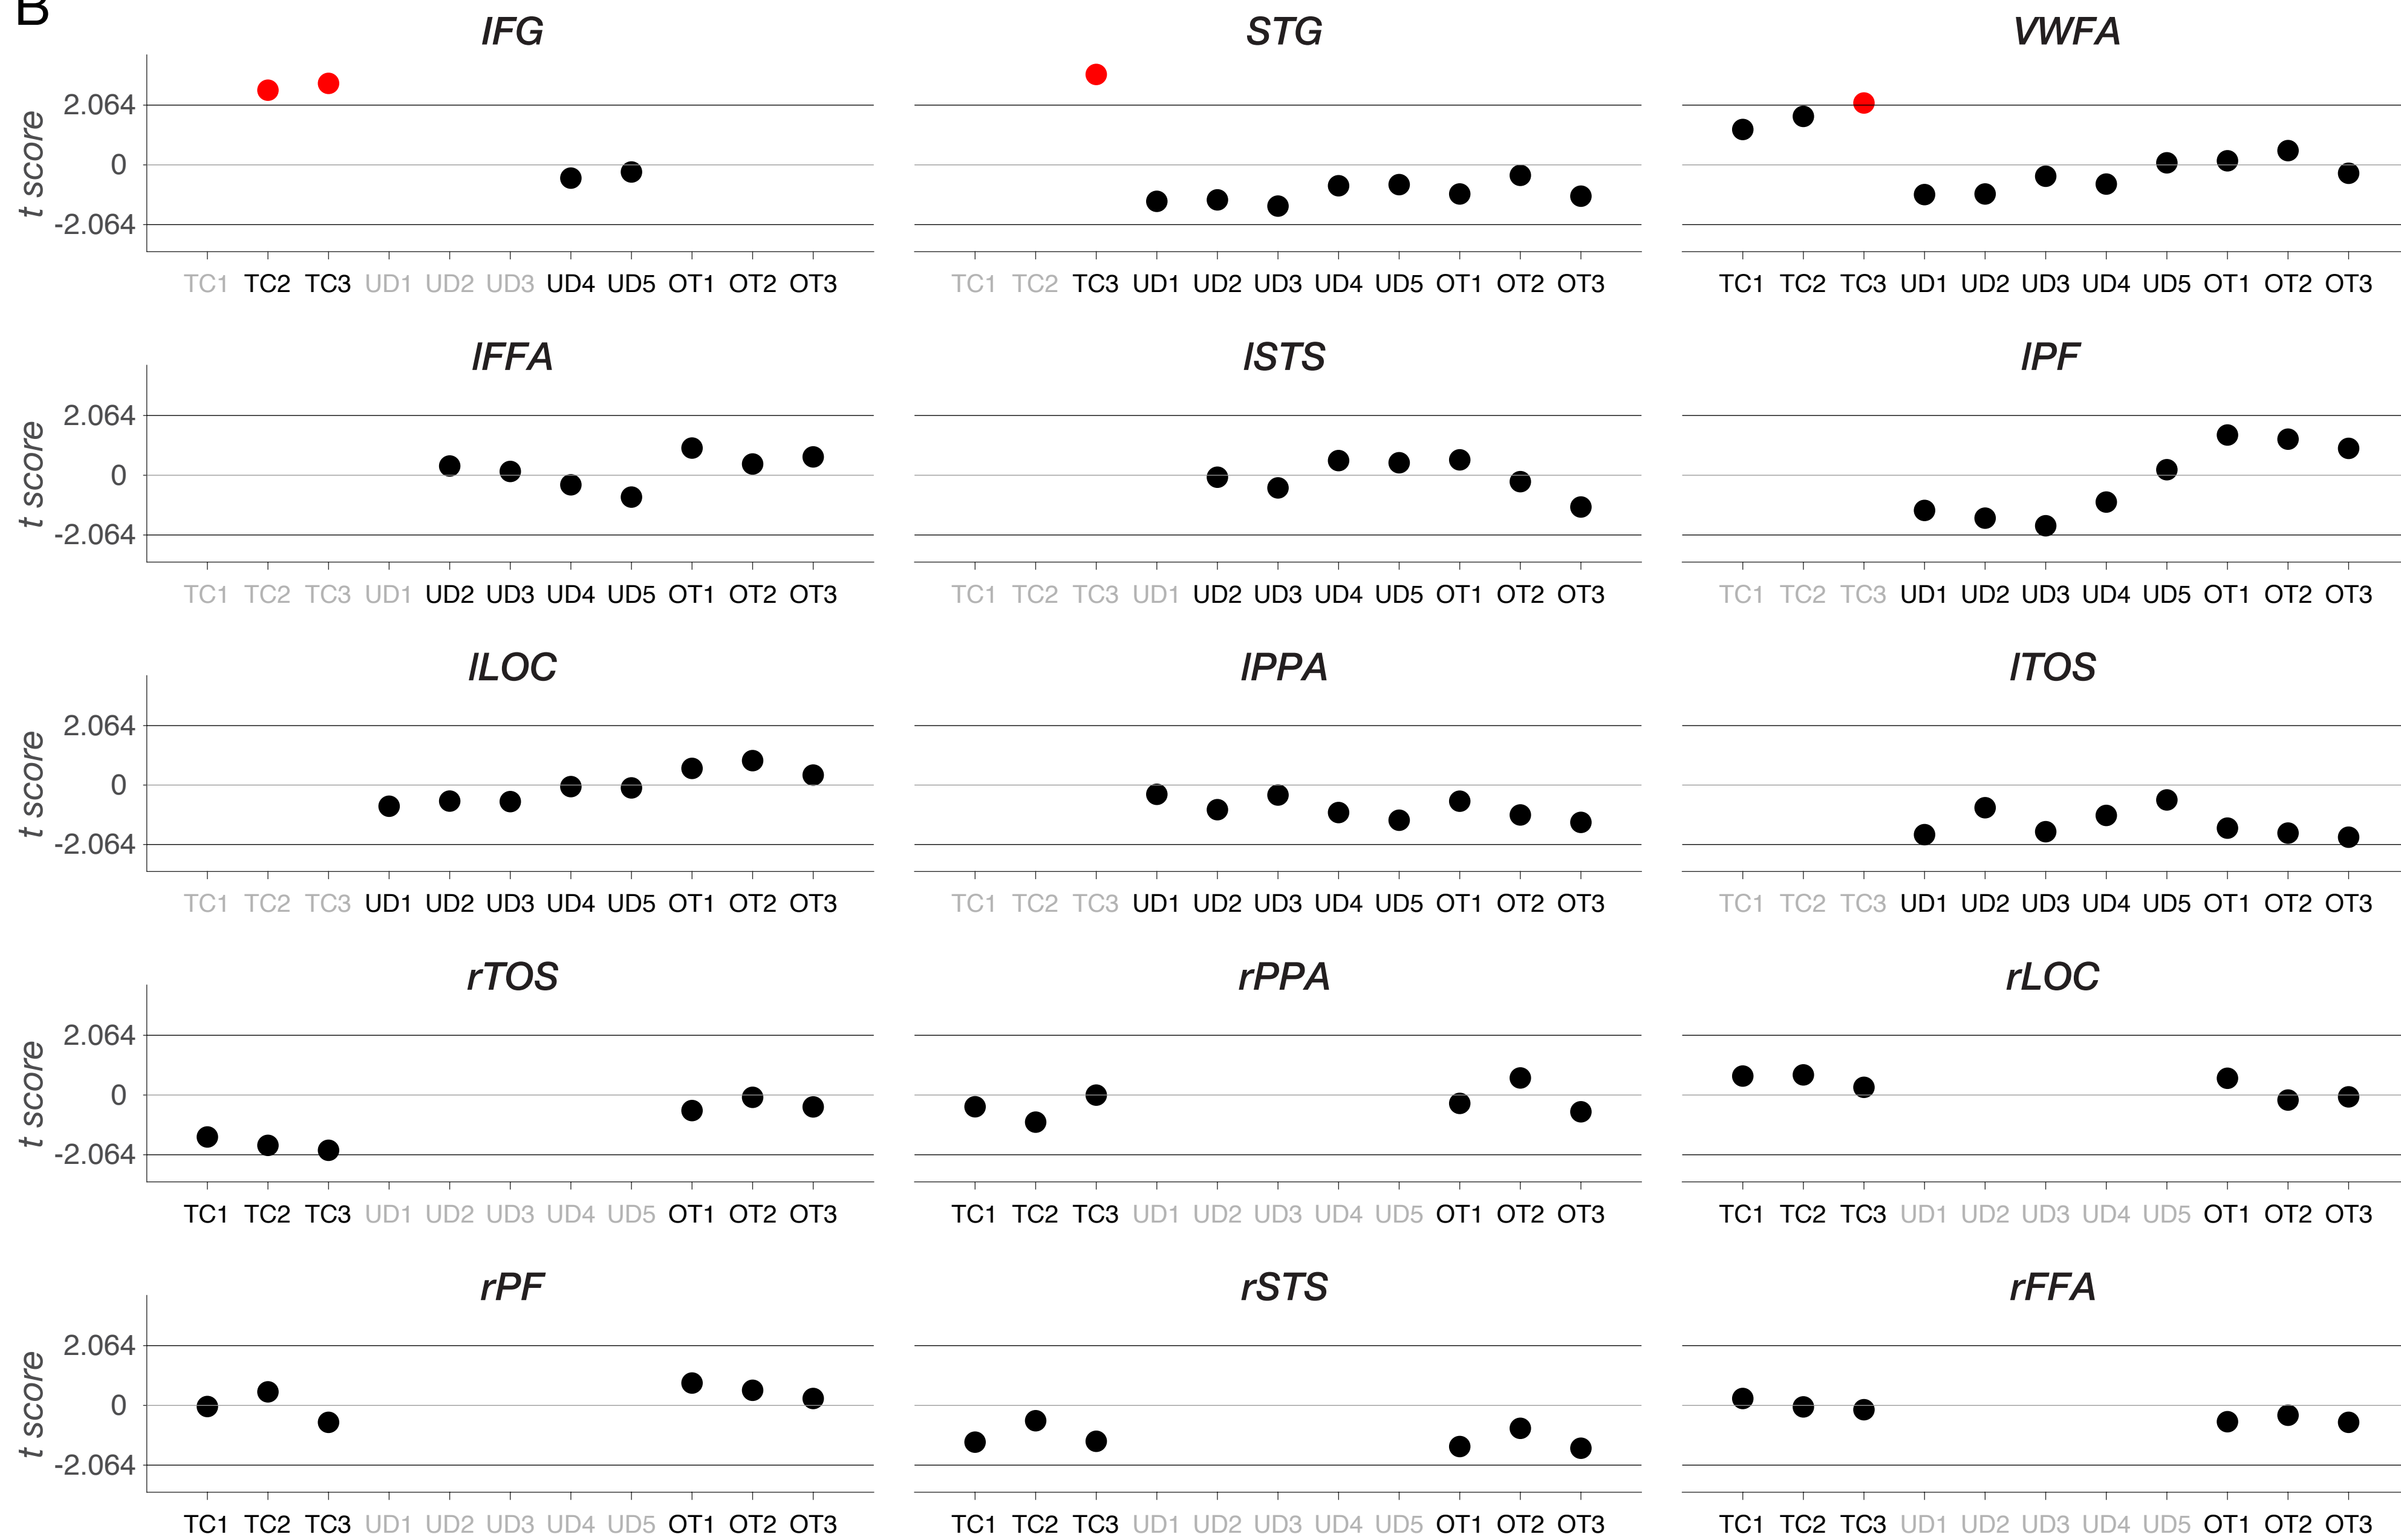 B
IFG STG VWFA
t score 2.064 0 -2.064
TC1 TC2 TC3 UD1 UD2 UD3 UD4 UD5 OT1 OT2 OT3 TC1 TC2 TC3 UD1 UD2 UD3 UD4 UD5 OT1 OT2 OT3 TC1 TC2 TC3 UD1 UD2 UD3 UD4 UD5 OT1 OT2 OT3
lFFA lSTS lPF
t score 2.064 0 -2.064
TC1 TC2 TC3 UD1 UD2 UD3 UD4 UD5 OT1 OT2 OT3 TC1 TC2 TC3 UD1 UD2 UD3 UD4 UD5 OT1 OT2 OT3 TC1 TC2 TC3 UD1 UD2 UD3 UD4 UD5 OT1 OT2 OT3
lLOC lPPA lTOS
t score 2.064 0 -2.064
TC1 TC2 TC3 UD1 UD2 UD3 UD4 UD5 OT1 OT2 OT3 TC1 TC2 TC3 UD1 UD2 UD3 UD4 UD5 OT1 OT2 OT3 TC1 TC2 TC3 UD1 UD2 UD3 UD4 UD5 OT1 OT2 OT3
rTOS rPPA rLOC
t score 2.064 0 -2.064
TC1 TC2 TC3 UD1 UD2 UD3 UD4 UD5 OT1 OT2 OT3 TC1 TC2 TC3 UD1 UD2 UD3 UD4 UD5 OT1 OT2 OT3 TC1 TC2 TC3 UD1 UD2 UD3 UD4 UD5 OT1 OT2 OT3
rPF rSTS rFFA
t score 2.064 0 -2.064
TC1 TC2 TC3 UD1 UD2 UD3 UD4 UD5 OT1 OT2 OT3 TC1 TC2 TC3 UD1 UD2 UD3 UD4 UD5 OT1 OT2 OT3 TC1 TC2 TC3 UD1 UD2 UD3 UD4 UD5 OT1 OT2 OT3